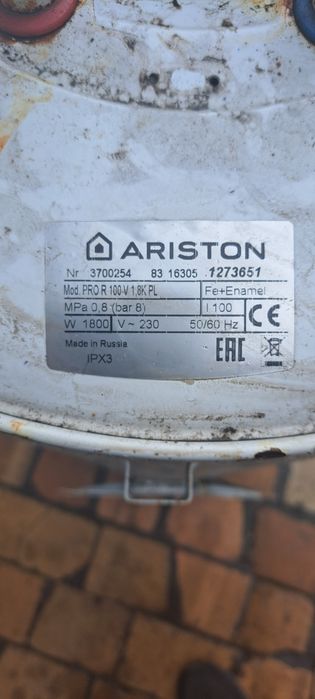 ARISTON
Nr 3700254 83 16305 1273651
Mod. PRO R 100-V 1,8K PL Fe+Enamel
MPa 0,8 (bar 8) l 100
W 1800 V ~ 230 50/60 Hz CE
Made in Russia EAC
IPX3